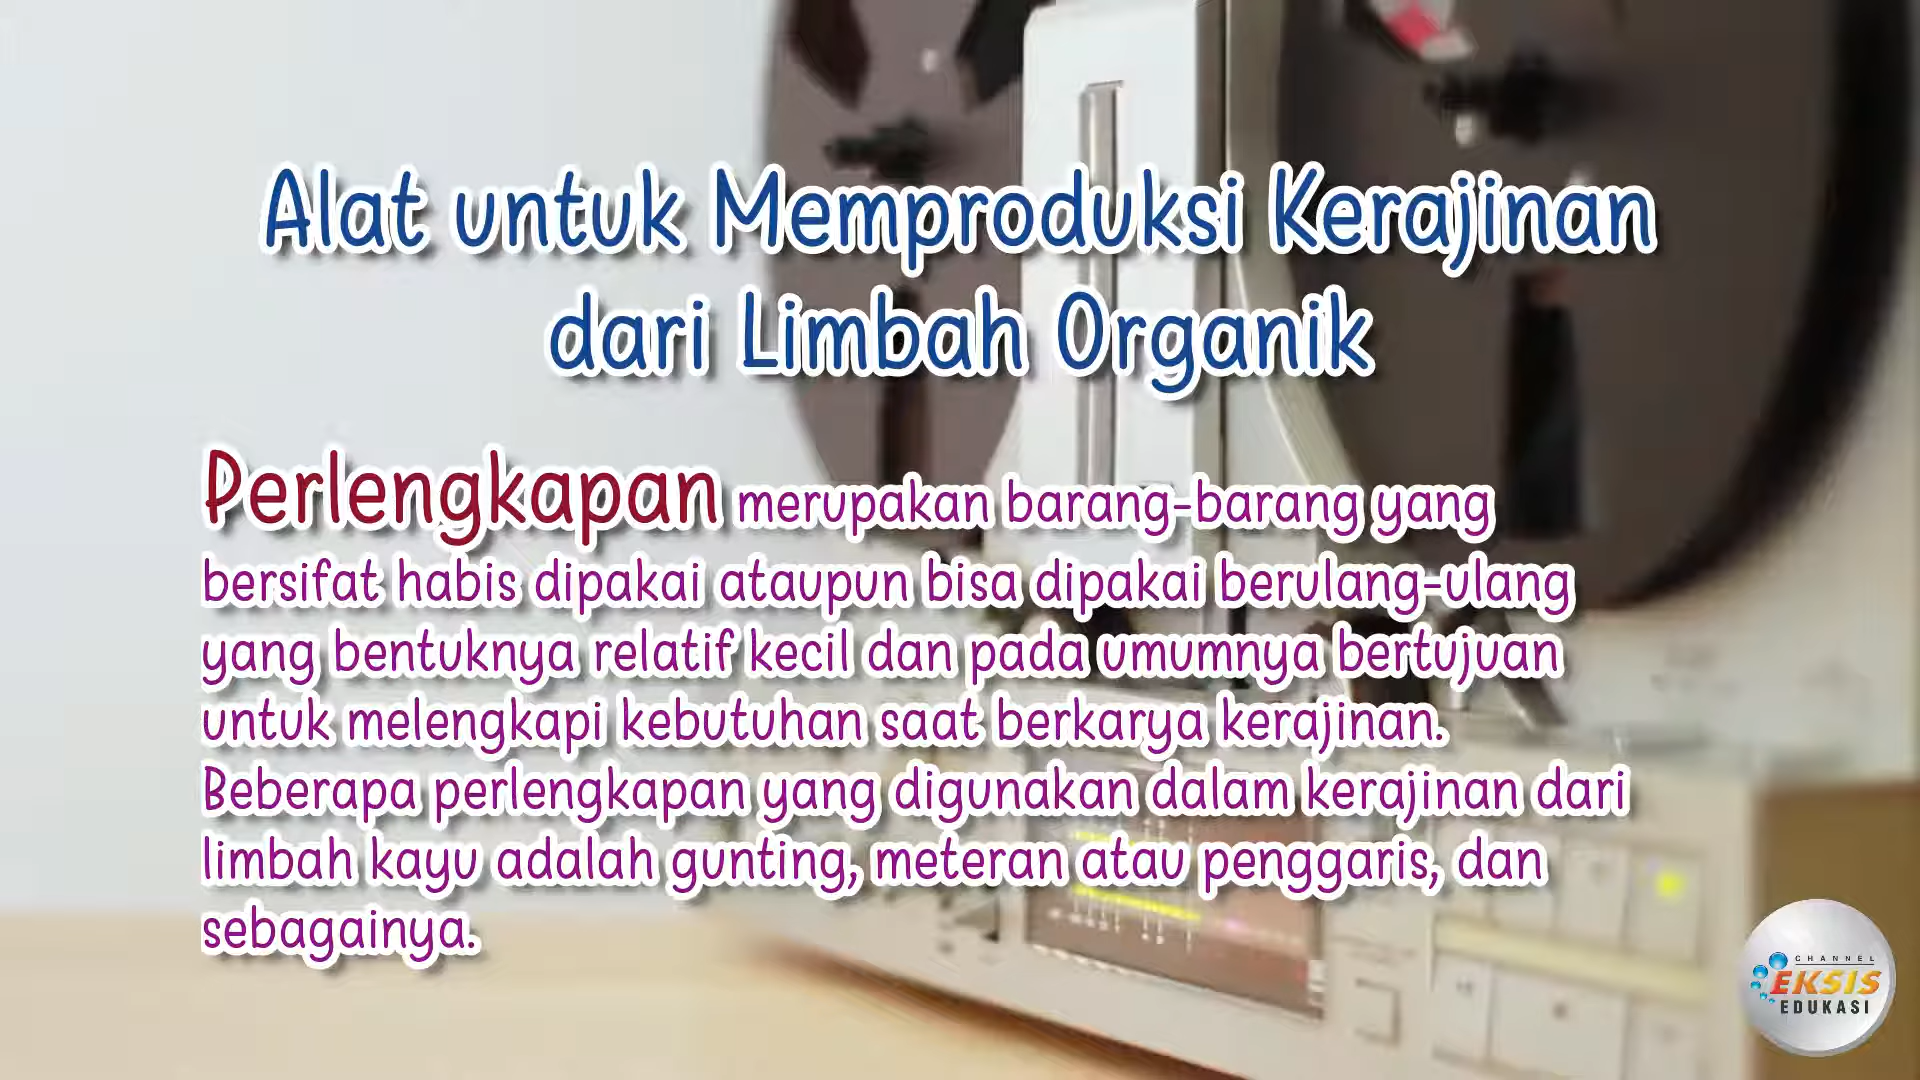 Alat untuk Memproduksi Kerajinan
dari Limbah Organik
Perlengkapan merupakan barang-barang yang
bersifat habis dipakai ataupun bisa dipakai berulang-ulang
yang bentuknya relatif kecil dan pada umumnya bertujuan
untuk melengkapi kebutuhan saat berkarya kerajinan.
Beberapa perlengkapan yang digunakan dalam kerajinan dari
limbah kayu adalah gunting, meteran atau penggaris, dan
sebagainya.
CHANNEL
EKSIS
EDUKASI